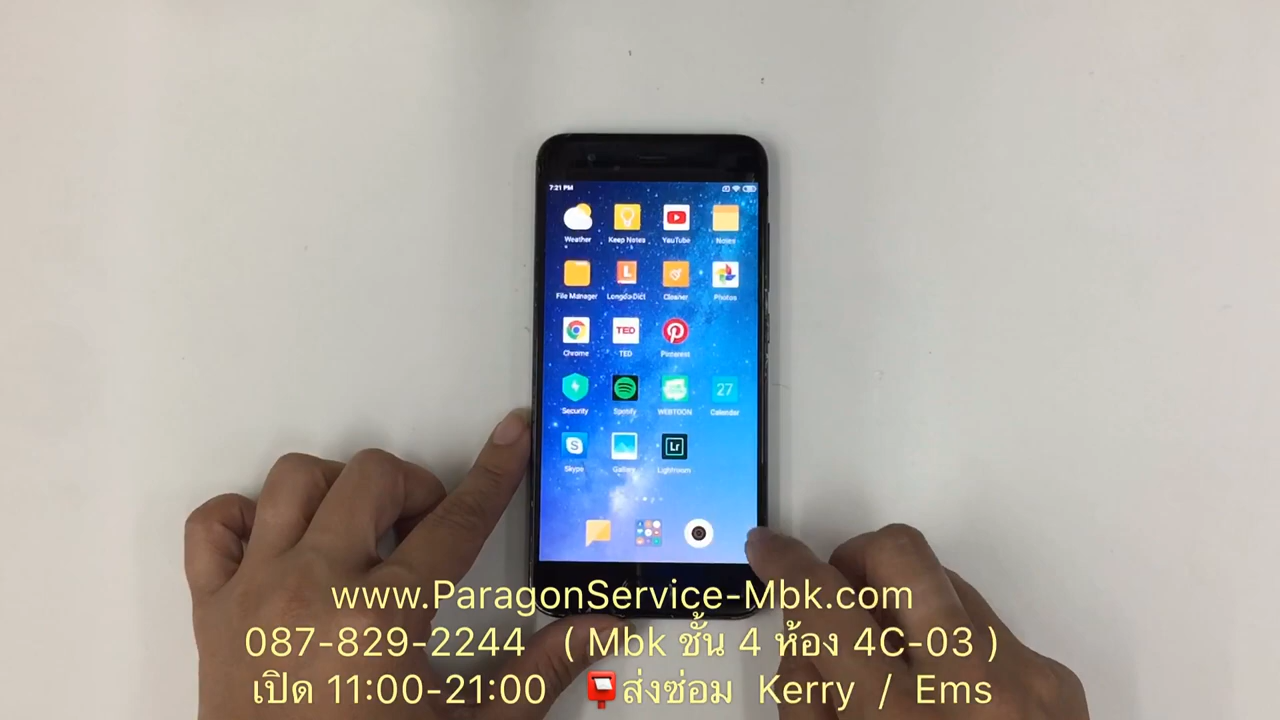 7:21 PM
Weather Keep Notes YouTube Notes
File Manager Longdo Dict Cleaner Photos
TED
Chrome TED Pinterest
27
Security Spotify WEBTOON Calendar
S Lr
Skype Gallery Lightroom
www.ParagonService-Mbk.com
087-829-2244 ( Mbk ชั้น 4 ห้อง 4C-03 )
เปิด 11:00-21:00 ส่งซ่อม Kerry / Ems